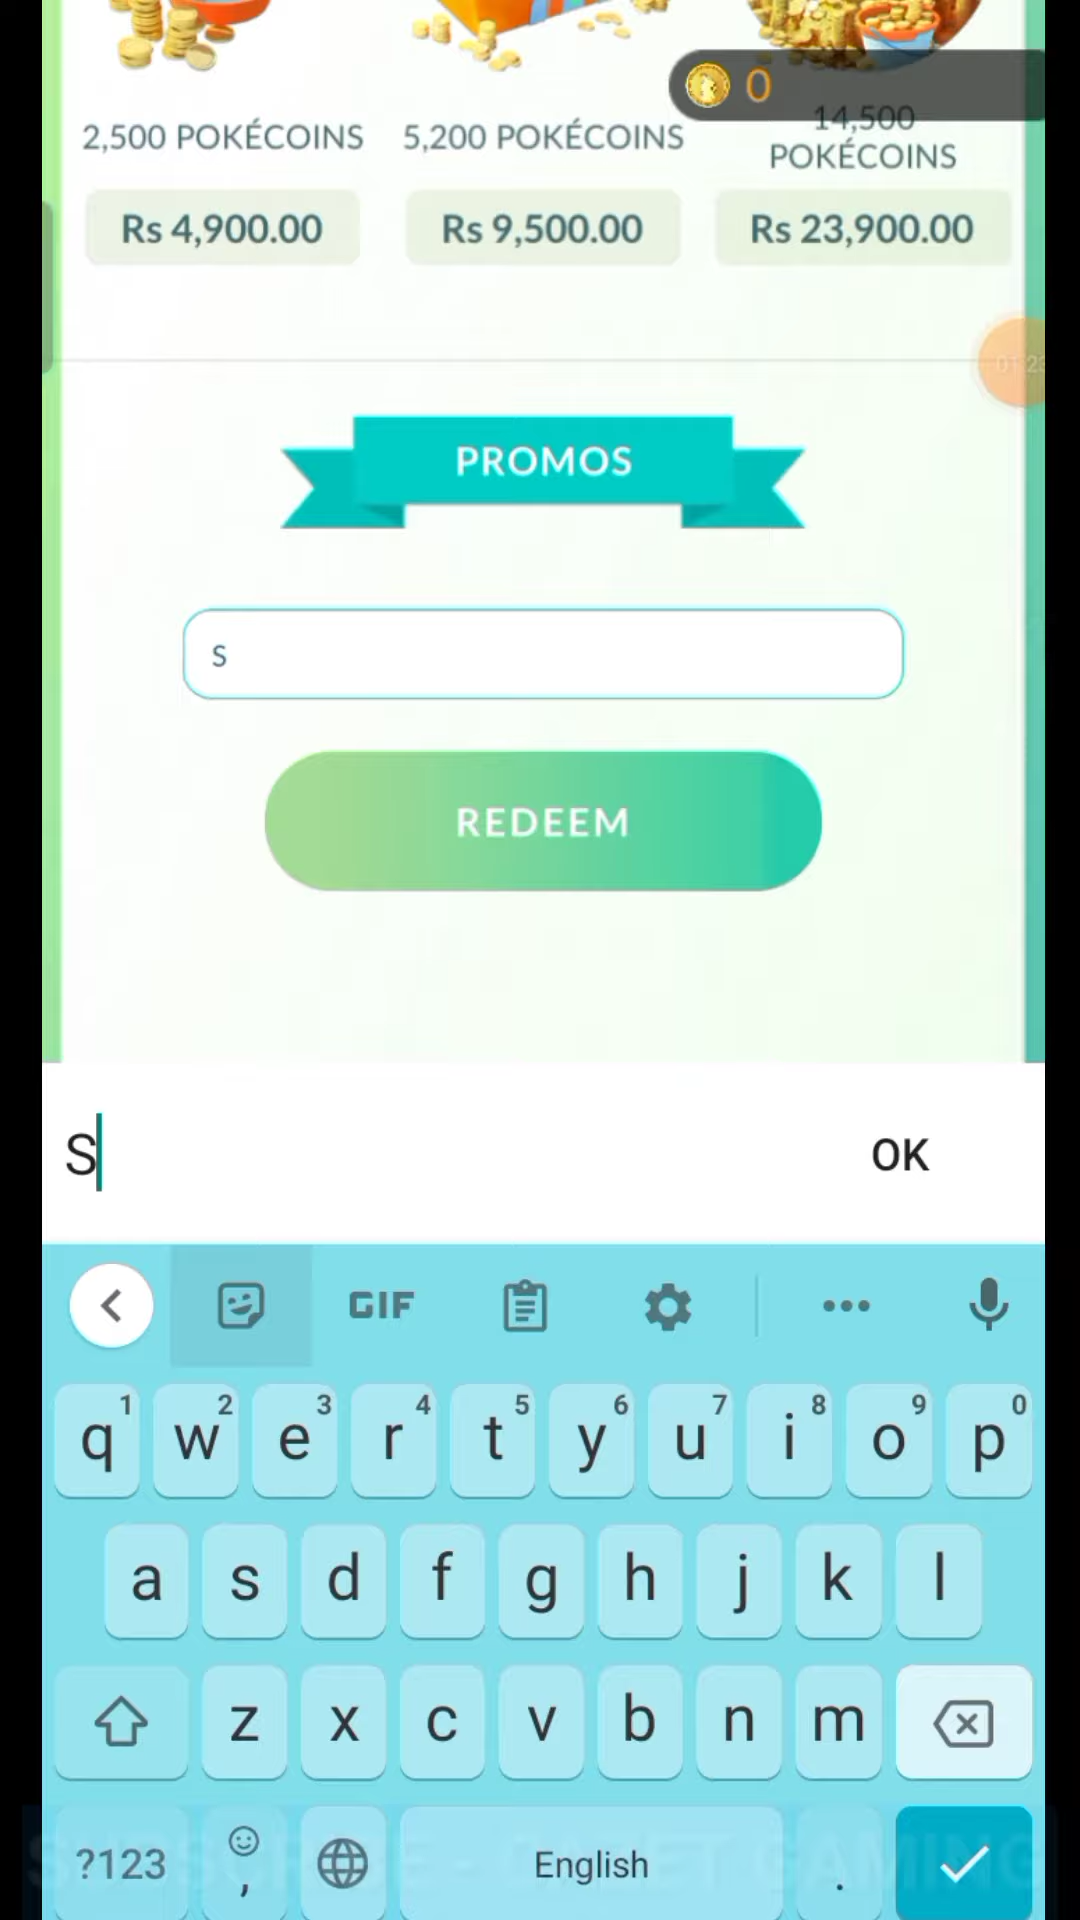 0
2,500 POKÉCOINS 5,200 POKÉCOINS 14,500 POKÉCOINS
Rs 4,900.00 Rs 9,500.00 Rs 23,900.00
01:23
PROMOS
S
REDEEM
S OK
GIF
q 1 w 2 e 3 r 4 t 5 y 6 u 7 i 8 o 9 p 0
a s d f g h j k l
z x c v b n m
?123 , English .